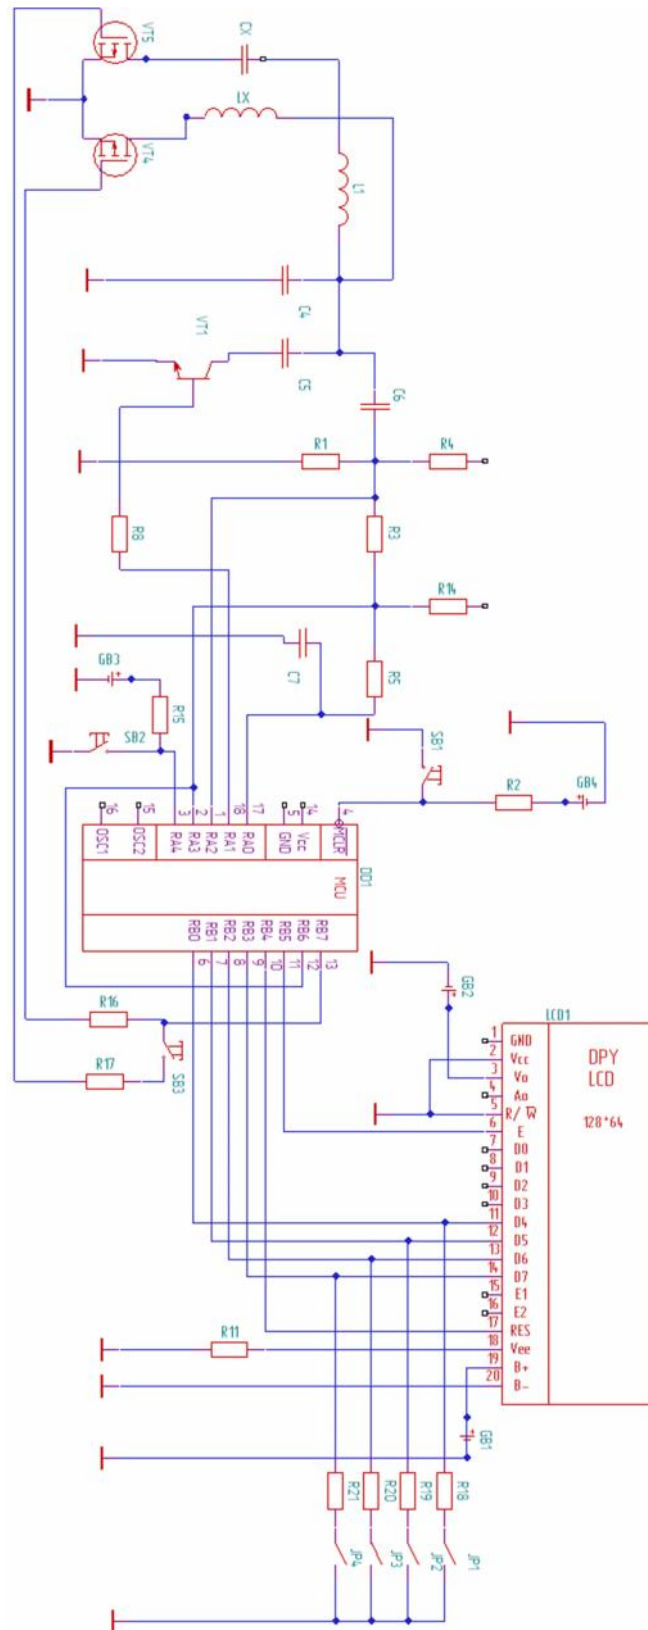 VT5
CX
LX
VT4
L1
C4
VT1
C5
C6
R1
R4
R8
R3
R14
C7
GB3
R15
R5
SB2
SB1
R2
GB4
16
15
3
2
1
18
17
5
14
4
OSC1
OSC2
RA4
RA3
RA2
RA1
RA0
GND
Vcc
MCLR
DD1
MCU
RB0
RB1
RB2
RB3
RB4
RB5
RB6
RB7
6
7
8
9
10
11
12
13
GB2
R16
SB3
R17
LCD1
1 GND
2 Vcc
3 Vo
4 Ao
5 R/W
6 E
7 D0
8 D1
9 D2
10 D3
11 D4
12 D5
13 D6
14 D7
15 E1
16 E2
17 RES
18 Vee
19 B+
20 B-
DPY
LCD
128*64
R11
GB1
R21
R20
R19
R18
JP4
JP3
JP2
JP1